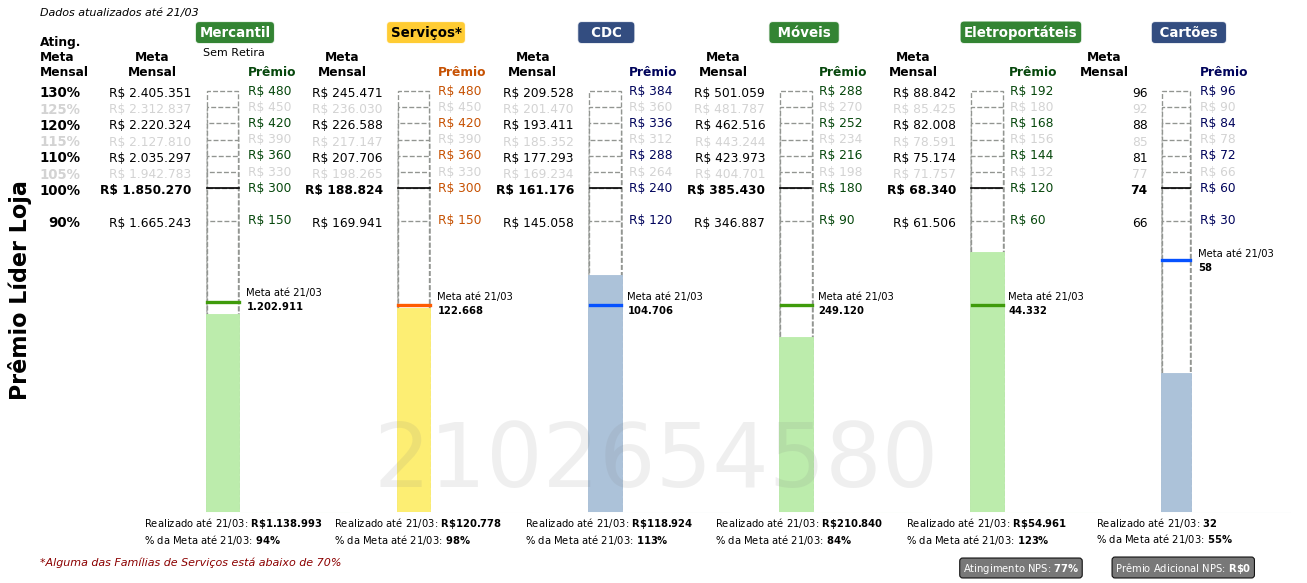 Dados atualizados até 21/03
Mercantil Serviços* CDC Móveis Eletroportáteis Cartões
Sem Retira
Ating. Meta Mensal Meta Mensal Prêmio Meta Mensal Prêmio Meta Mensal Prêmio Meta Mensal Prêmio Meta Mensal Prêmio Meta Mensal Prêmio
130% R$ 2.405.351 R$ 480 R$ 245.471 R$ 480 R$ 209.528 R$ 384 R$ 501.059 R$ 288 R$ 88.842 R$ 192 96 R$ 96
125% R$ 2.312.837 R$ 450 R$ 236.030 R$ 450 R$ 201.470 R$ 360 R$ 481.787 R$ 270 R$ 85.425 R$ 180 92 R$ 90
120% R$ 2.220.324 R$ 420 R$ 226.588 R$ 420 R$ 193.411 R$ 336 R$ 462.516 R$ 252 R$ 82.008 R$ 168 88 R$ 84
115% R$ 2.127.810 R$ 390 R$ 217.147 R$ 390 R$ 185.352 R$ 312 R$ 443.244 R$ 234 R$ 78.591 R$ 156 85 R$ 78
110% R$ 2.035.297 R$ 360 R$ 207.706 R$ 360 R$ 177.293 R$ 288 R$ 423.973 R$ 216 R$ 75.174 R$ 144 81 R$ 72
105% R$ 1.942.783 R$ 330 R$ 198.265 R$ 330 R$ 169.234 R$ 264 R$ 404.701 R$ 198 R$ 71.757 R$ 132 77 R$ 66
100% R$ 1.850.270 R$ 300 R$ 188.824 R$ 300 R$ 161.176 R$ 240 R$ 385.430 R$ 180 R$ 68.340 R$ 120 74 R$ 60
90% R$ 1.665.243 R$ 150 R$ 169.941 R$ 150 R$ 145.058 R$ 120 R$ 346.887 R$ 90 R$ 61.506 R$ 60 66 R$ 30
Prêmio Líder Loja
Meta até 21/03
58
Meta até 21/03 Meta até 21/03 Meta até 21/03 Meta até 21/03 Meta até 21/03
1.202.911 122.668 104.706 249.120 44.332
2102654580
Realizado até 21/03: R$1.138.993 Realizado até 21/03: R$120.778 Realizado até 21/03: R$118.924 Realizado até 21/03: R$210.840 Realizado até 21/03: R$54.961 Realizado até 21/03: 32
% da Meta até 21/03: 94% % da Meta até 21/03: 98% % da Meta até 21/03: 113% % da Meta até 21/03: 84% % da Meta até 21/03: 123% % da Meta até 21/03: 55%
*Alguma das Famílias de Serviços está abaixo de 70% Atingimento NPS: 77% Prêmio Adicional NPS: R$0